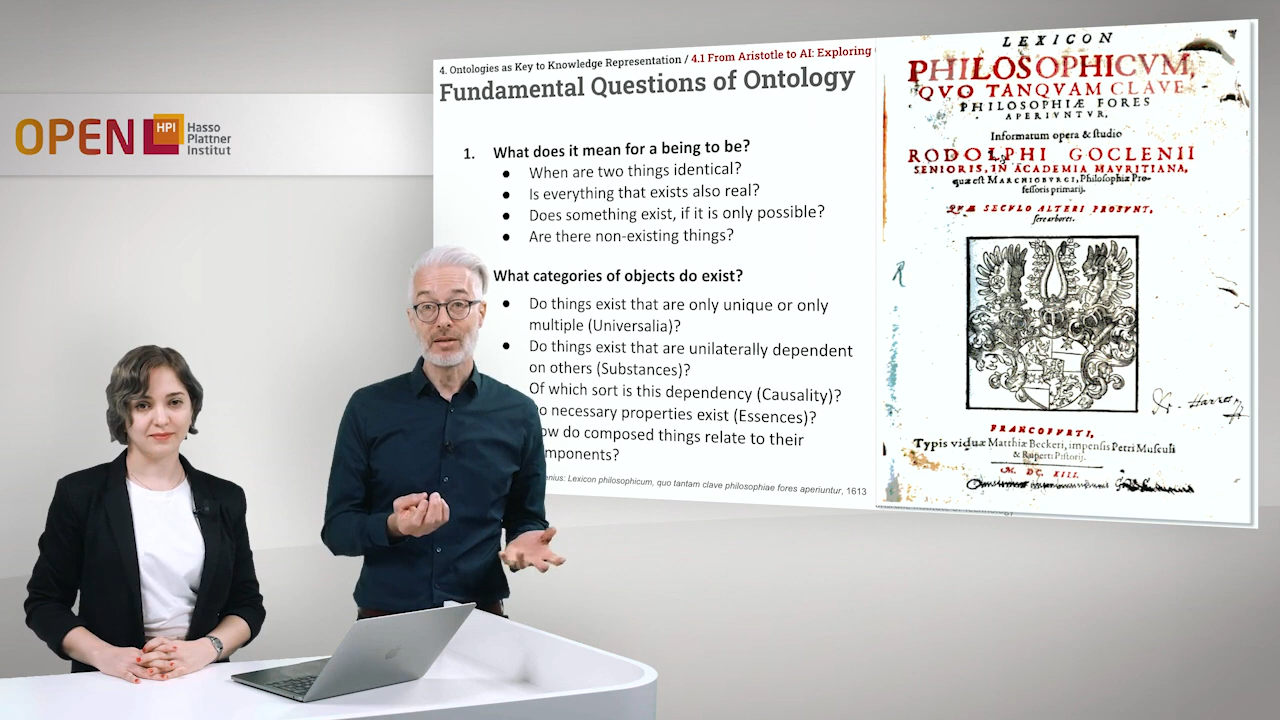 OPEN HPI Hasso
Plattner
Institut
4. Ontologies as Key to Knowledge Representation / 4.1 From Aristotle to AI: Exploring
Fundamental Questions of Ontology
1. What does it mean for a being to be?
● When are two things identical?
● Is everything that exists also real?
● Does something exist, if it is only possible?
● Are there non-existing things?
What categories of objects do exist?
● Do things exist that are only unique or only
multiple (Universalia)?
● Do things exist that are unilaterally dependent
on others (Substances)?
Of which sort is this dependency (Causality)?
necessary properties exist (Essences)?
do composed things relate to their
enius: Lexicon philosophicum, quo tantam clave philosophiae fores aperiuntur, 1613
LEXICON
PHILOSOPHICVM,
QVO TANQVAM CLAVE
PHILOSOPHIÆ FORES
APERIVNTVR,
Informatum opera & studio
RODOLPHI GOCLENII
SENIORIS, IN ACADEMIA MAVRITIANA,
quæ est MARCHIOBVRGI, Philosophiæ Pro-
fessoris primarij.
QVÆ SECVLO ALTERI PROSVNT,
sere arbores.
FRANCOFVRTI,
Typis viduæ Matthiæ Beckeri, impensis Petri Musculi
& Ruperti Pistorij.
M. DC. XIII.